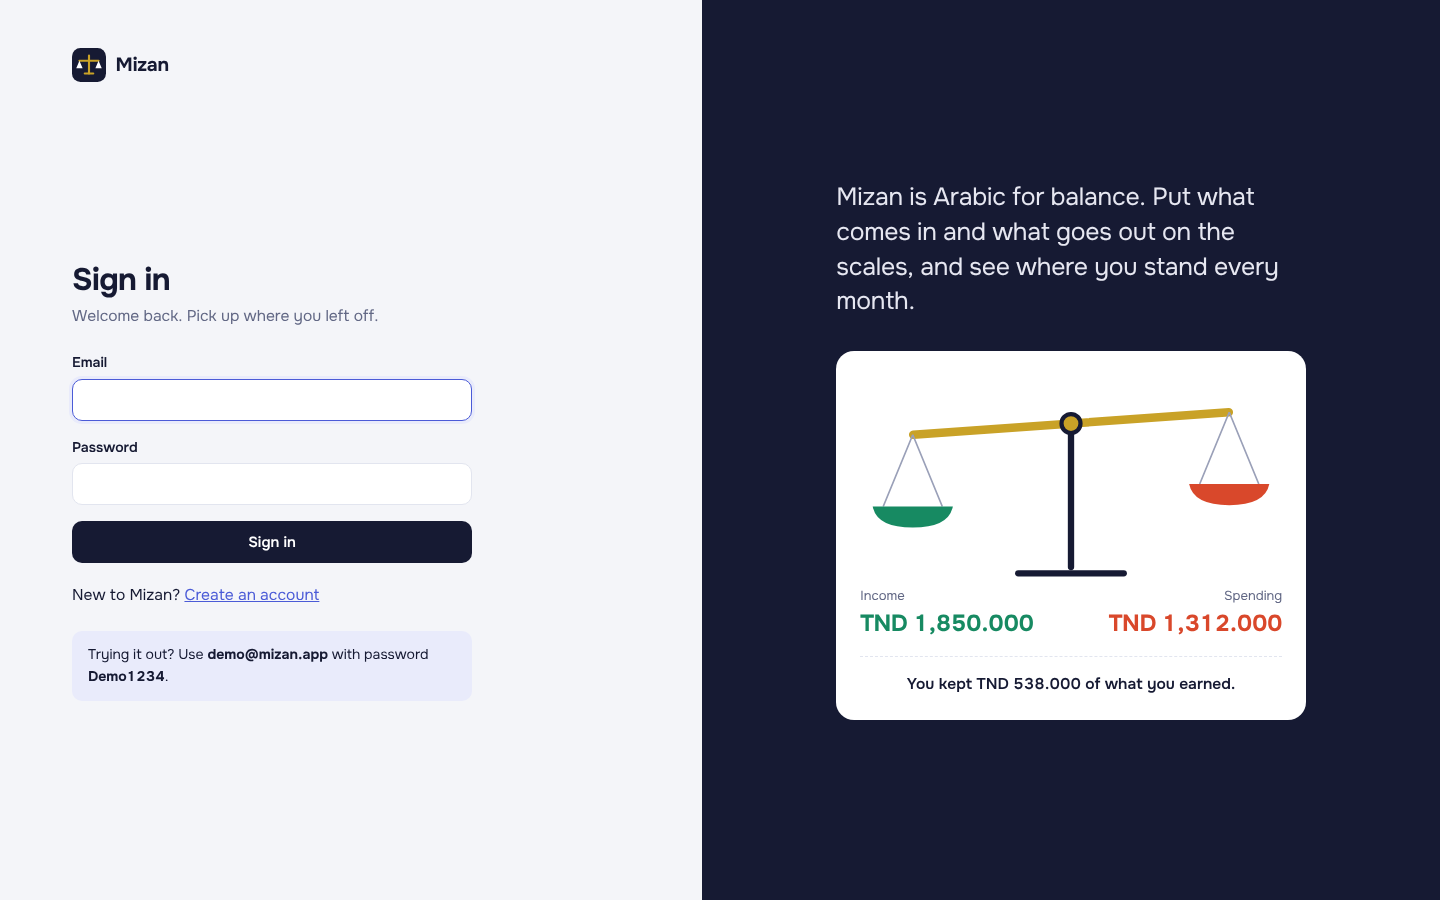 Mizan
Sign in
Welcome back. Pick up where you left off.
Email
Password
Sign in
New to Mizan? Create an account
Trying it out? Use demo@mizan.app with password
Demo1234.
Mizan is Arabic for balance. Put what
comes in and what goes out on the
scales, and see where you stand every
month.
Income
Spending
TND 1,850.000
TND 1,312.000
You kept TND 538.000 of what you earned.